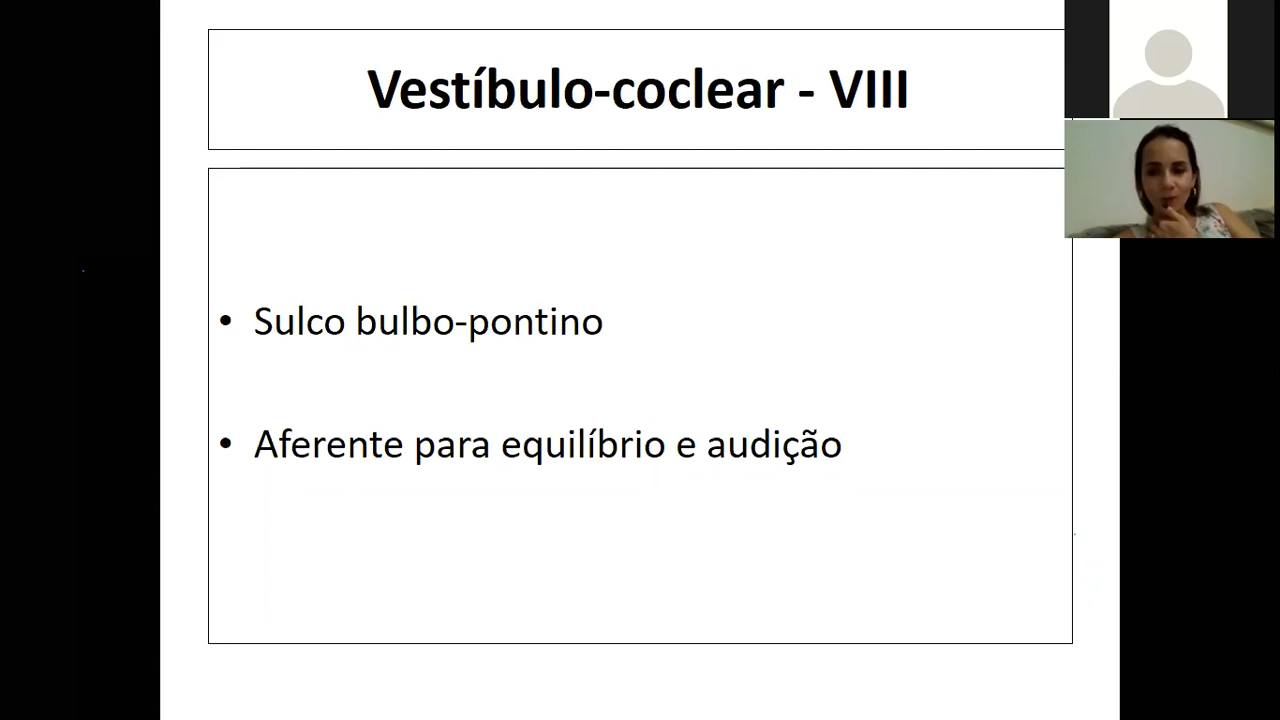 Vestíbulo-coclear - VIII
• Sulco bulbo-pontino
• Aferente para equilíbrio e audição